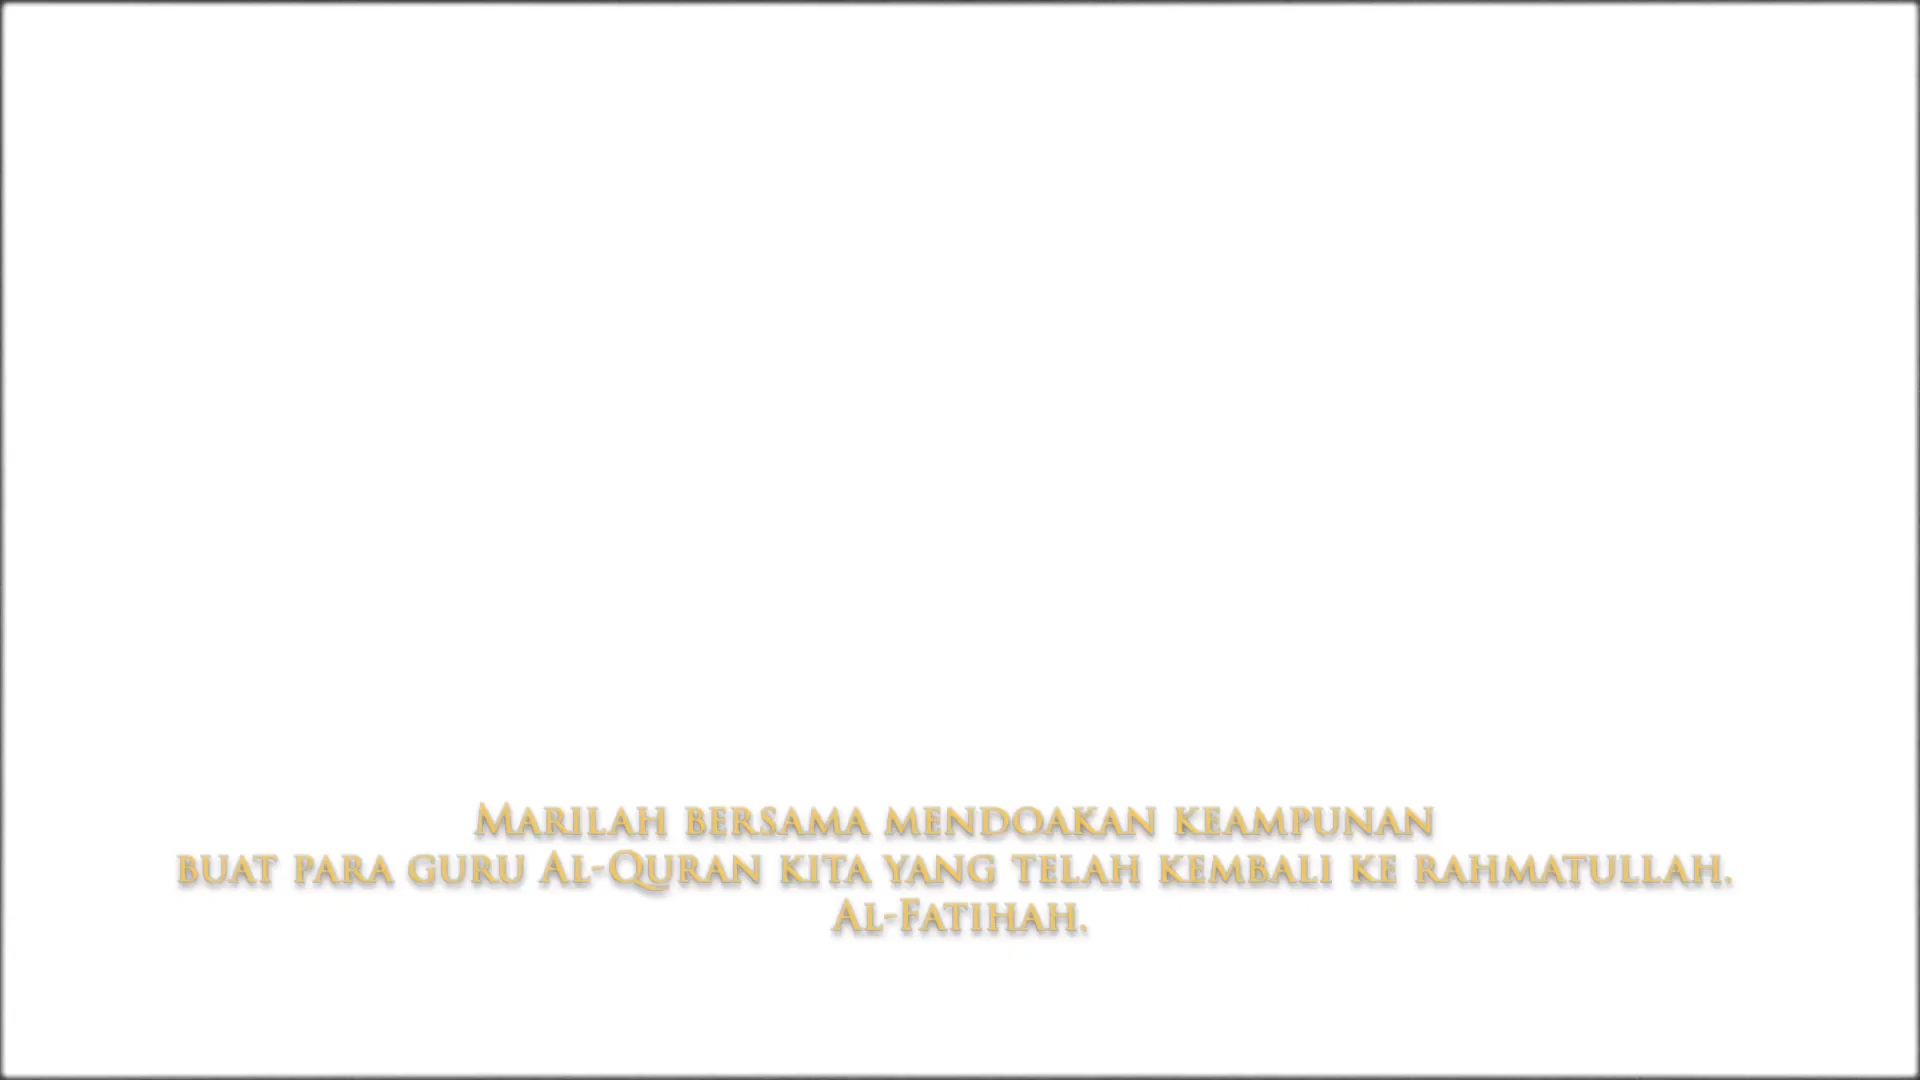 Marilah bersama mendoakan keampunan
buat para guru Al-Quran kita yang telah kembali ke rahmatullah.
Al-Fatihah.